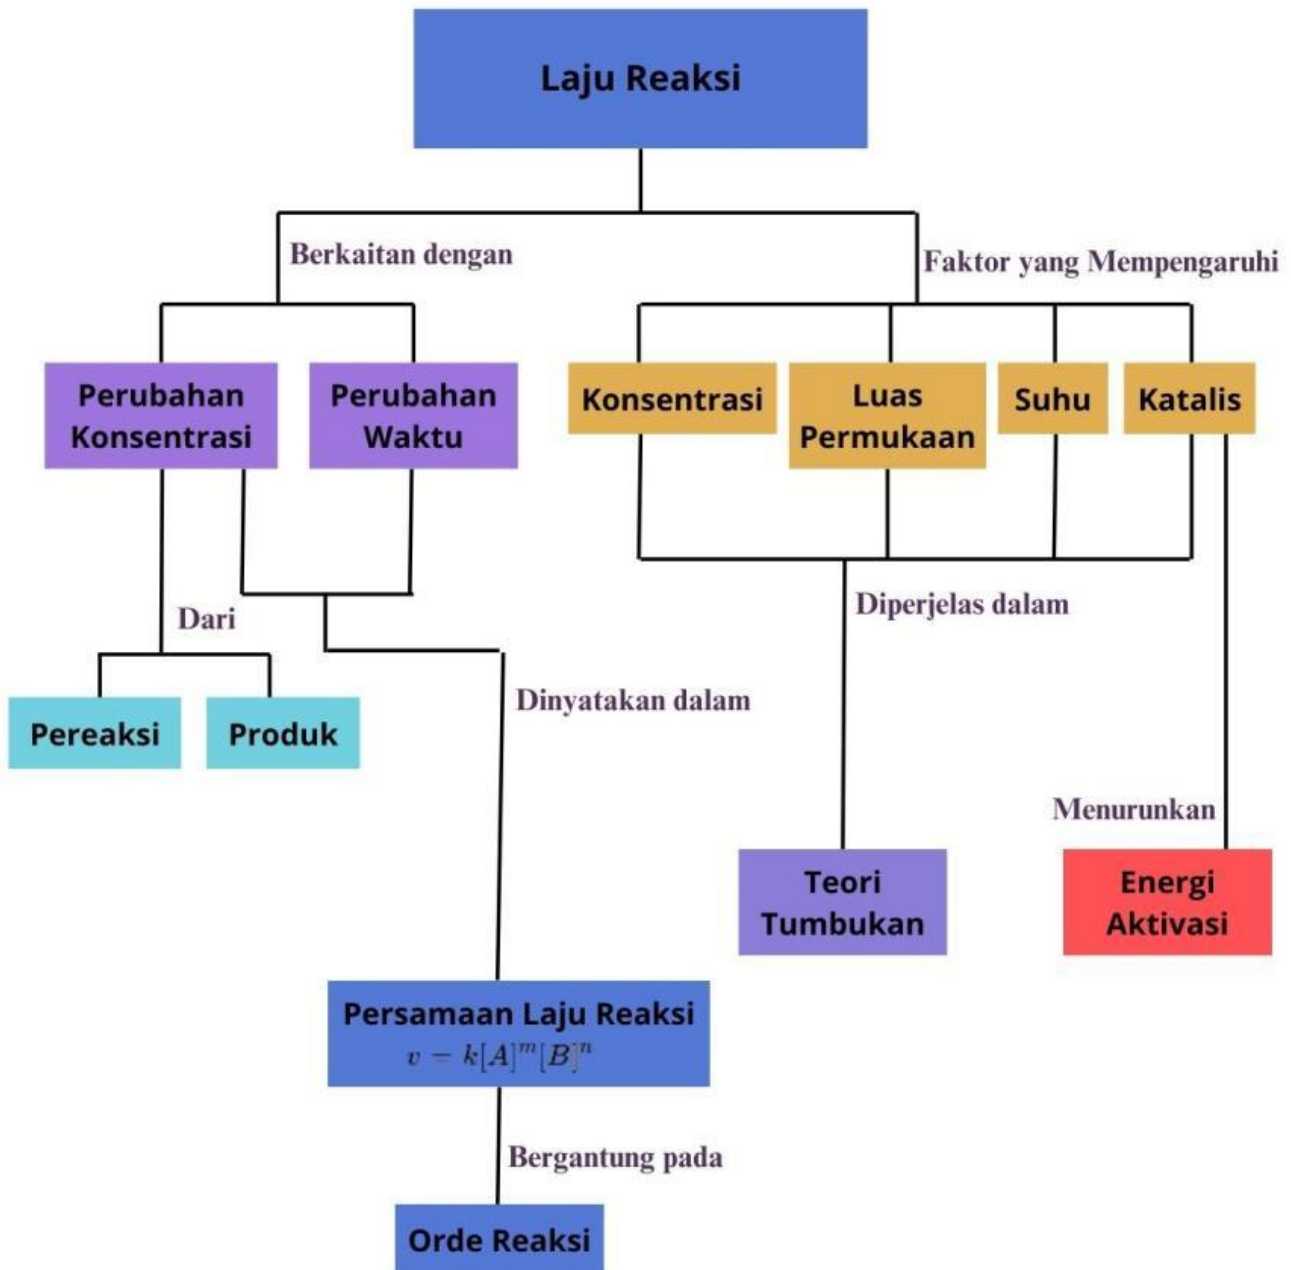 Laju Reaksi
Berkaitan dengan
Faktor yang Mempengaruhi
Perubahan
Konsentrasi
Perubahan
Waktu
Konsentrasi
Luas
Permukaan
Suhu
Katalis
Dari
Diperjelas dalam
Pereaksi
Produk
Dinyatakan dalam
Menurunkan
Teori
Tumbukan
Energi
Aktivasi
Persamaan Laju Reaksi
v = k[A]^m[B]^n
Bergantung pada
Orde Reaksi